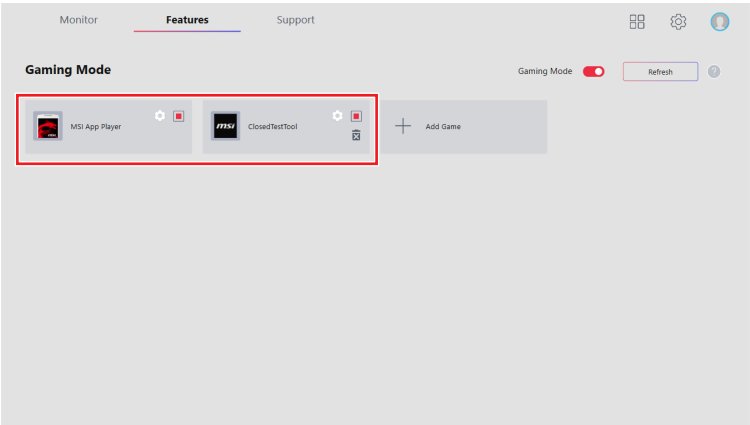 Monitor Features Support
Gaming Mode
Gaming Mode Refresh ?
MSI App Player
msi ClosedTestTool
Add Game